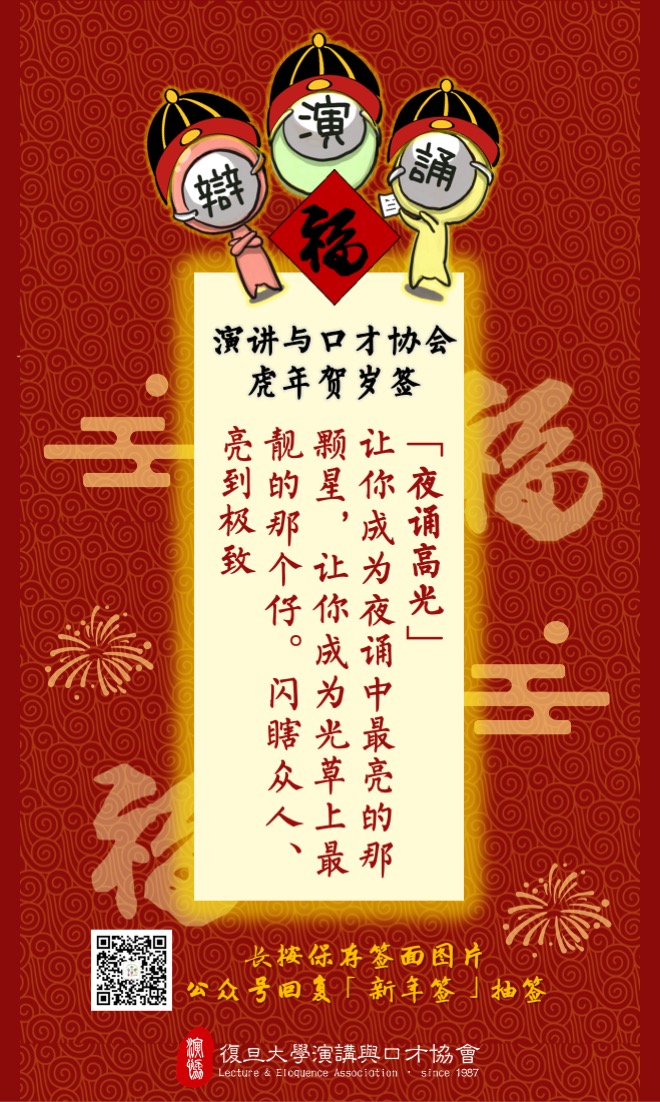 演
辯
誦
福
演讲与口才协会
虎年贺岁签
「夜诵高光」
让你成为夜诵中最亮的那
颗星，让你成为光草上最
靓的那个仔。闪瞎众人、
亮到极致
福
福
长按保存签面图片
公众号回复「新年签」抽签
復旦大學演講與口才協會
Lecture & Eloquence Association · since 1987